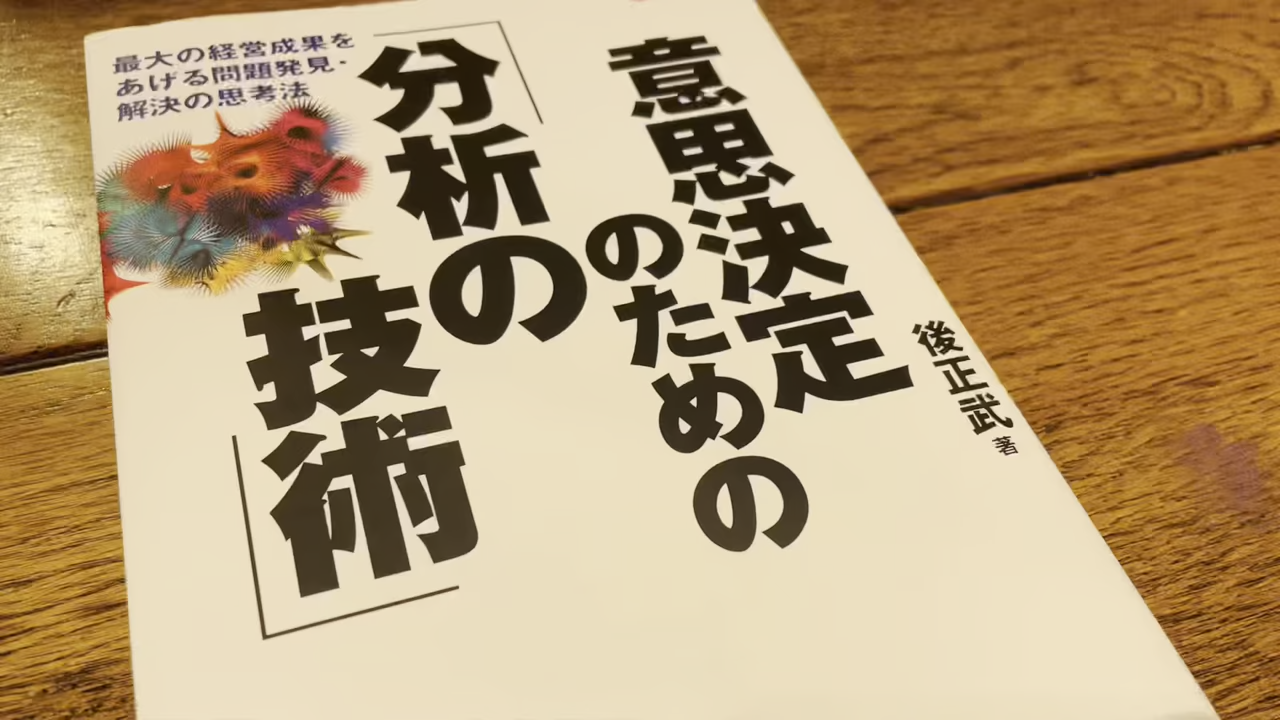 意思決定
のための
「分析の
技術」
後正武 著
最大の経営成果を
あげる問題発見・
解決の思考法